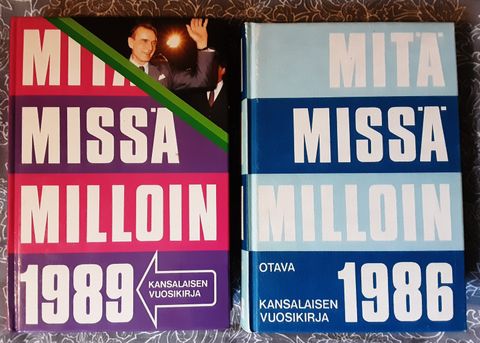 MITÄ
MISSÄ
MILLOIN
1989
KANSALAISEN
VUOSIKIRJA
MITÄ
MISSÄ
MILLOIN
OTAVA
KANSALAISEN
VUOSIKIRJA
1986